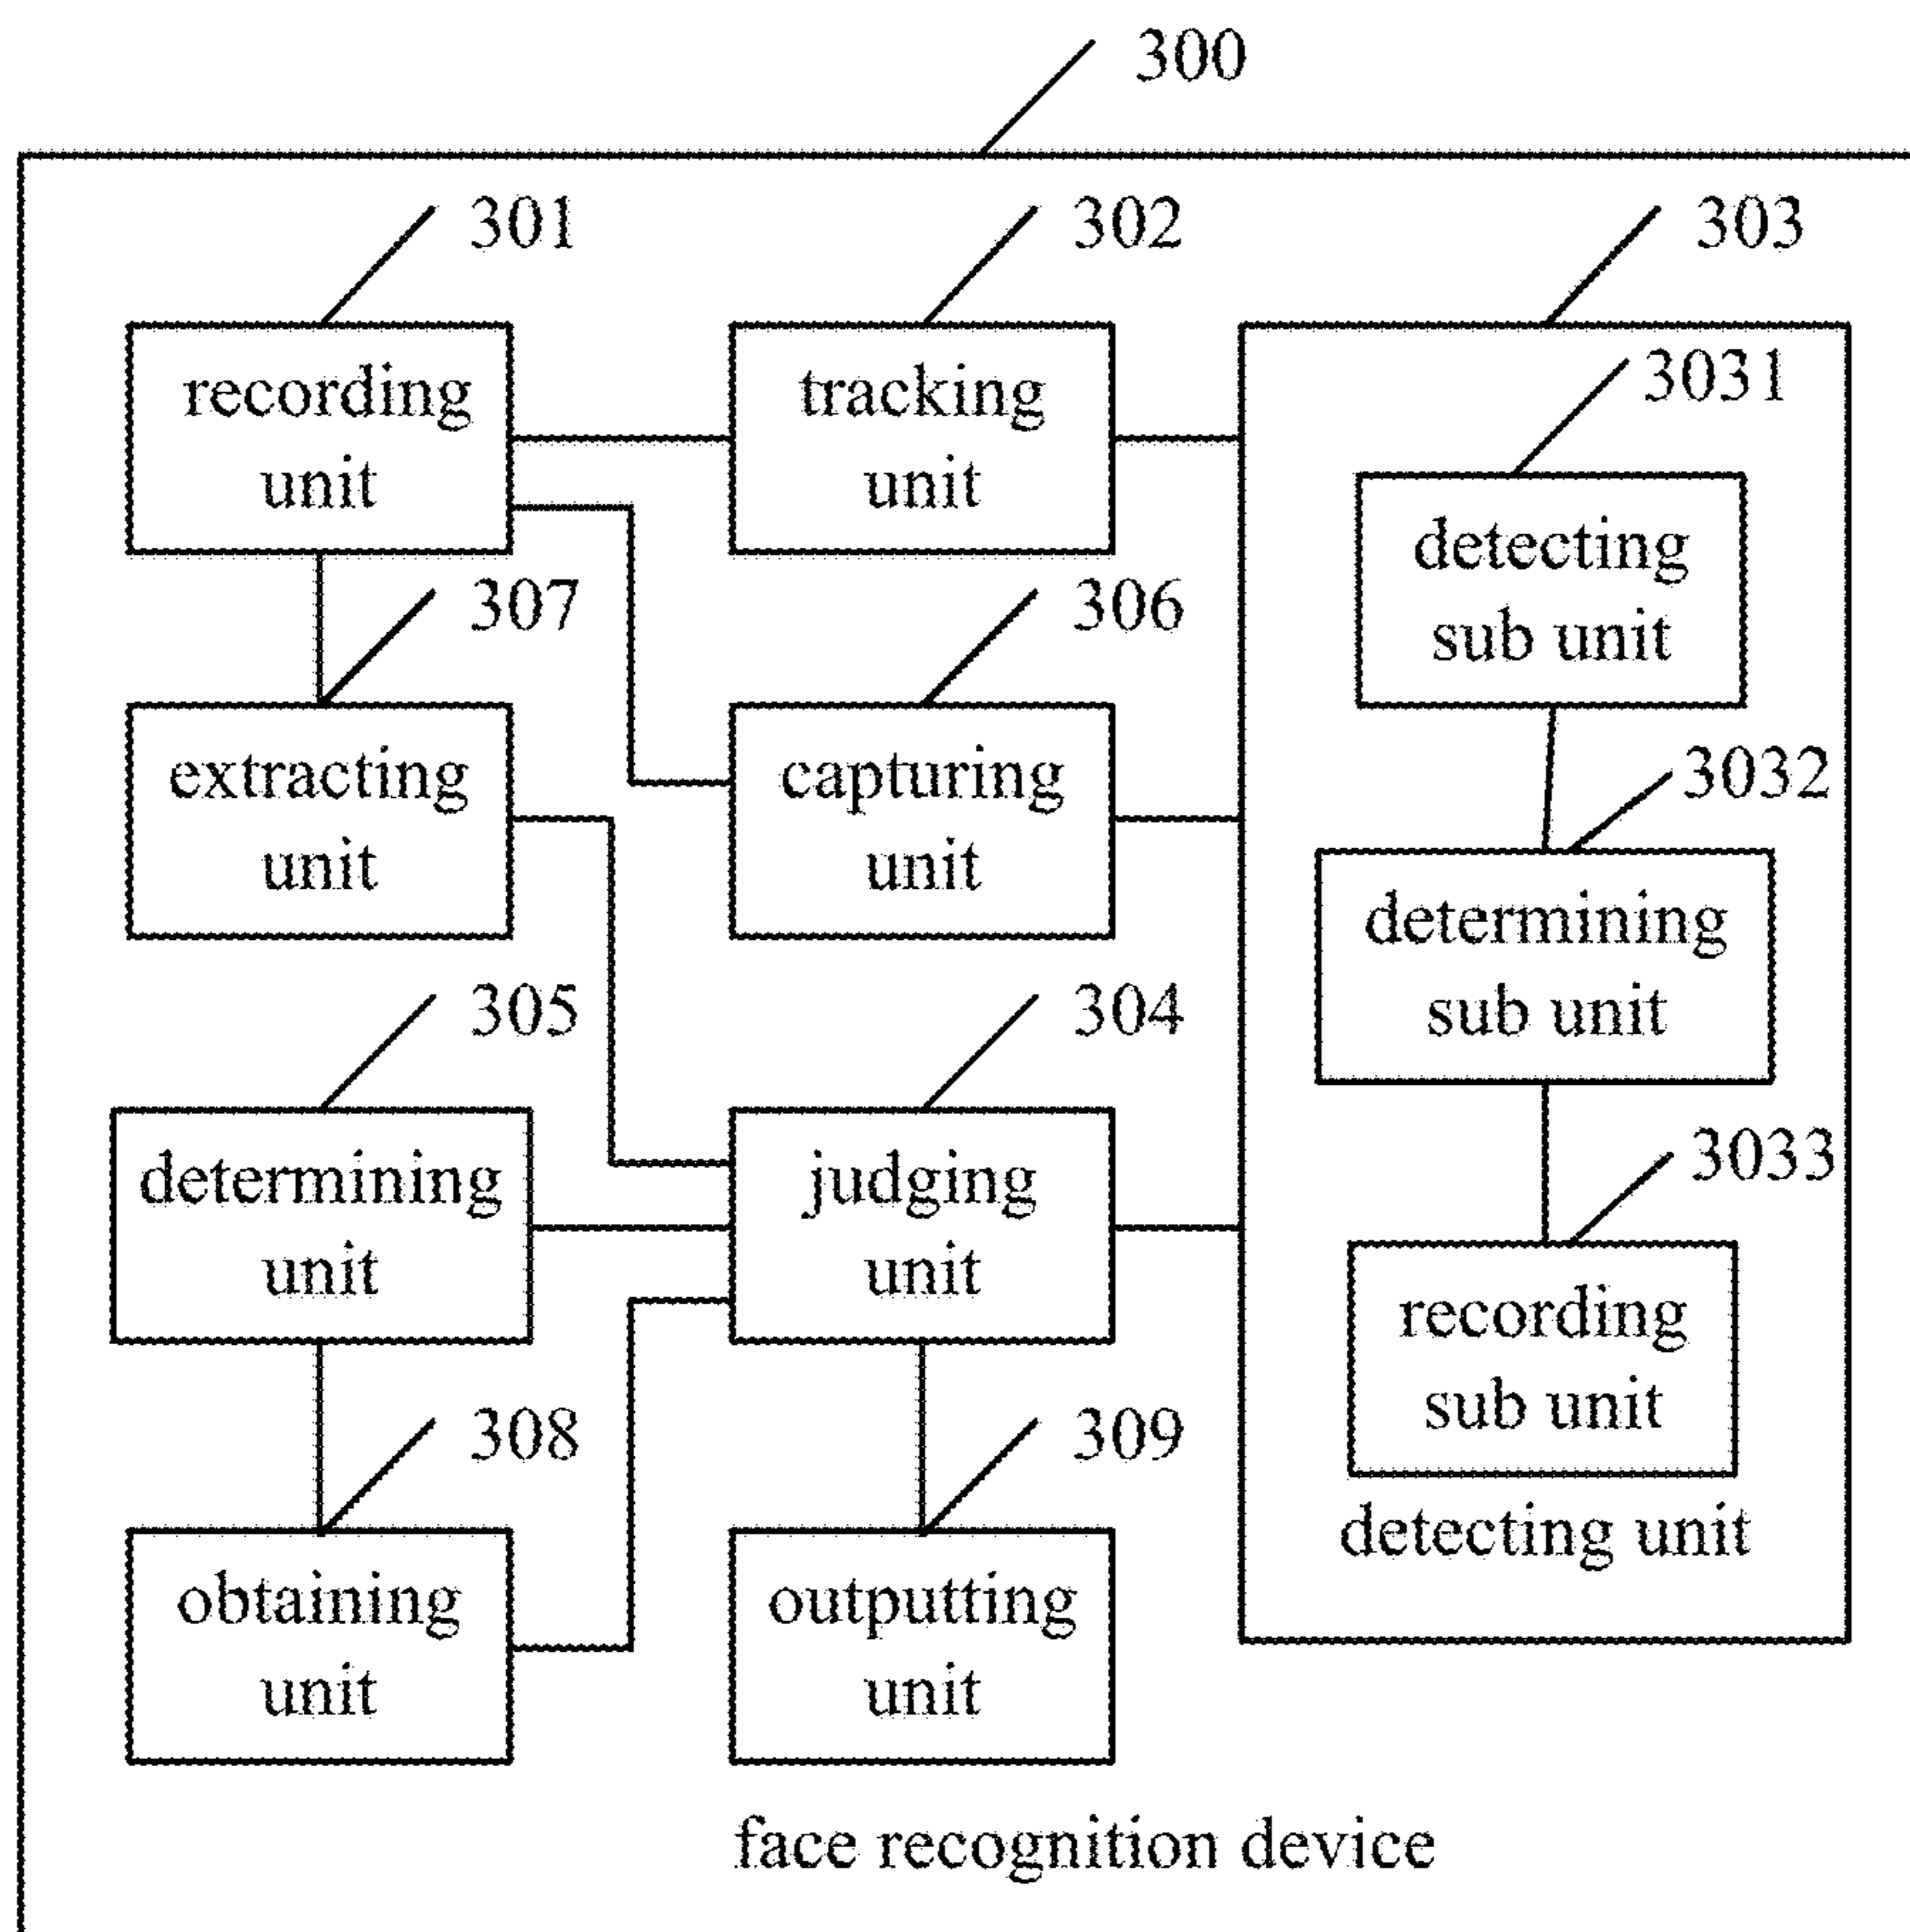 300
301
302
303
recording
unit
tracking
unit
3031
detecting
sub unit
307
306
extracting
unit
capturing
unit
3032
determining
sub unit
305
304
determining
unit
judging
unit
3033
recording
sub unit
detecting unit
308
309
obtaining
unit
outputting
unit
face recognition device